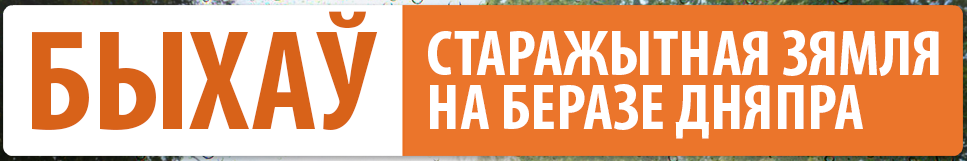 БЫХАЎ
СТАРАЖЫТНАЯ ЗЯМЛЯ
НА БЕРАЗЕ ДНЯПРА